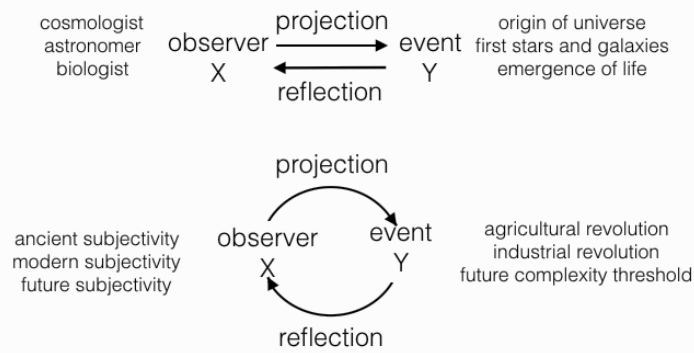 cosmologist
astronomer
biologist
projection
observer
X
event
Y
reflection
origin of universe
first stars and galaxies
emergence of life
projection
ancient subjectivity
modern subjectivity
future subjectivity
observer
X
event
Y
reflection
agricultural revolution
industrial revolution
future complexity threshold